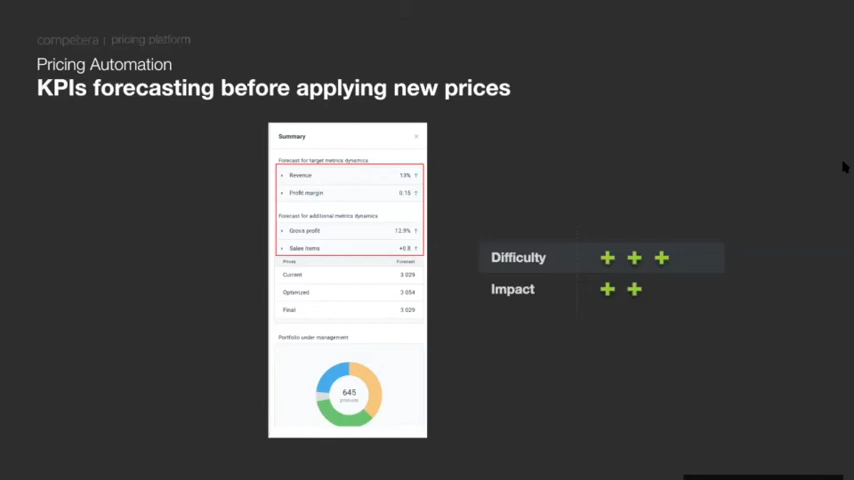 competera | pricing platform
Pricing Automation
KPIs forecasting before applying new prices
Summary ×
Forecast for target metrics dynamics
Revenue 13% ↑
Profit margin 0.15 ↑
Forecast for additional metrics dynamics
Gross profit 12.9% ↑
Sales items +0.8 ↑
Prices Forecast
Current 3 029
Optimized 3 054
Final 3 029
Portfolio under management
645
products
Difficulty + + +
Impact + +